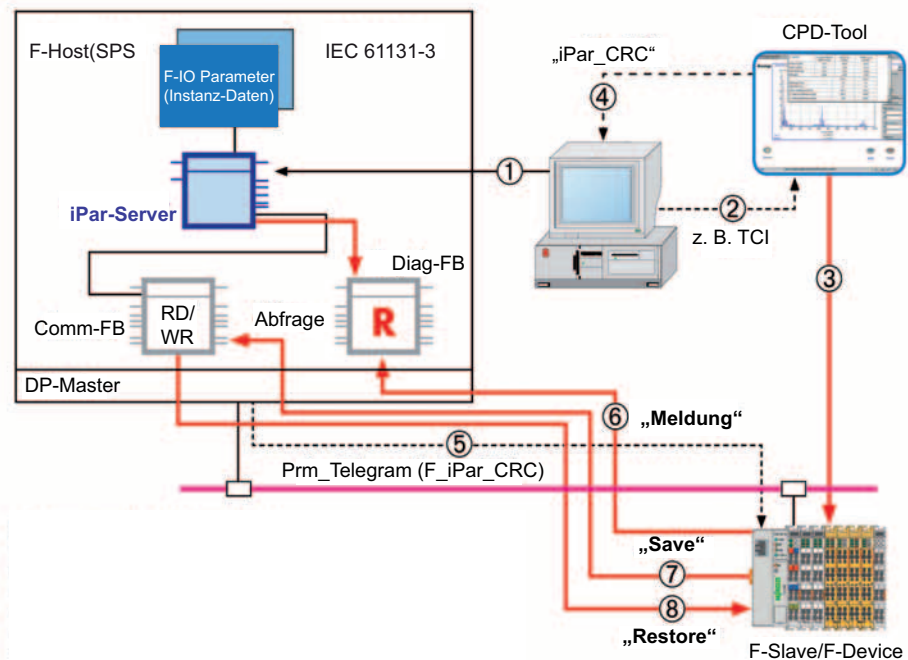 F-Host(SPS
IEC 61131-3
CPD-Tool
F-IO Parameter
(Instanz-Daten)
„iPar_CRC“
4
1
iPar-Server
2
z. B. TCI
Diag-FB
3
Comm-FB
RD/
WR
Abfrage
R
DP-Master
6
„Meldung“
5
Prm_Telegram (F_iPar_CRC)
„Save“
7
8
„Restore“
F-Slave/F-Device